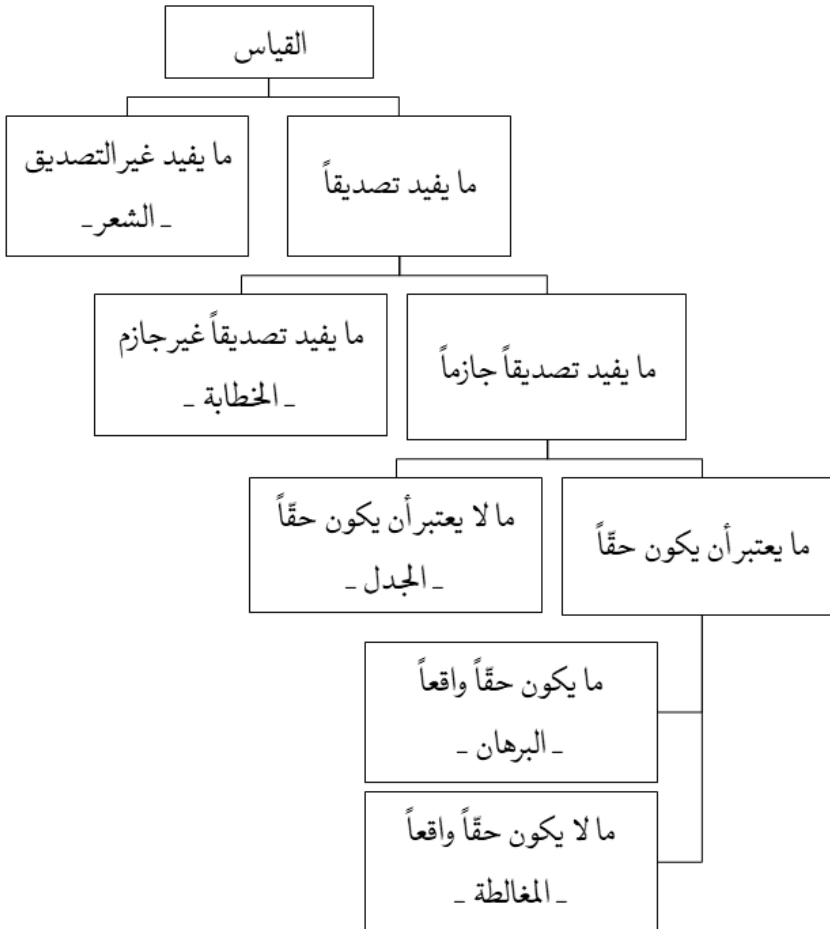 القياس
ما يفيد تصديقاً
ما يفيد غير التصديق
ـ الشعر ـ
ما يفيد تصديقاً جازماً
ما يفيد تصديقاً غير جازم
ـ الخطابة ـ
ما يعتبر أن يكون حقّاً
ما لا يعتبر أن يكون حقّاً
ـ الجدل ـ
ما يكون حقّاً واقعاً
ـ البرهان ـ
ما لا يكون حقّاً واقعاً
ـ المغالطة ـ